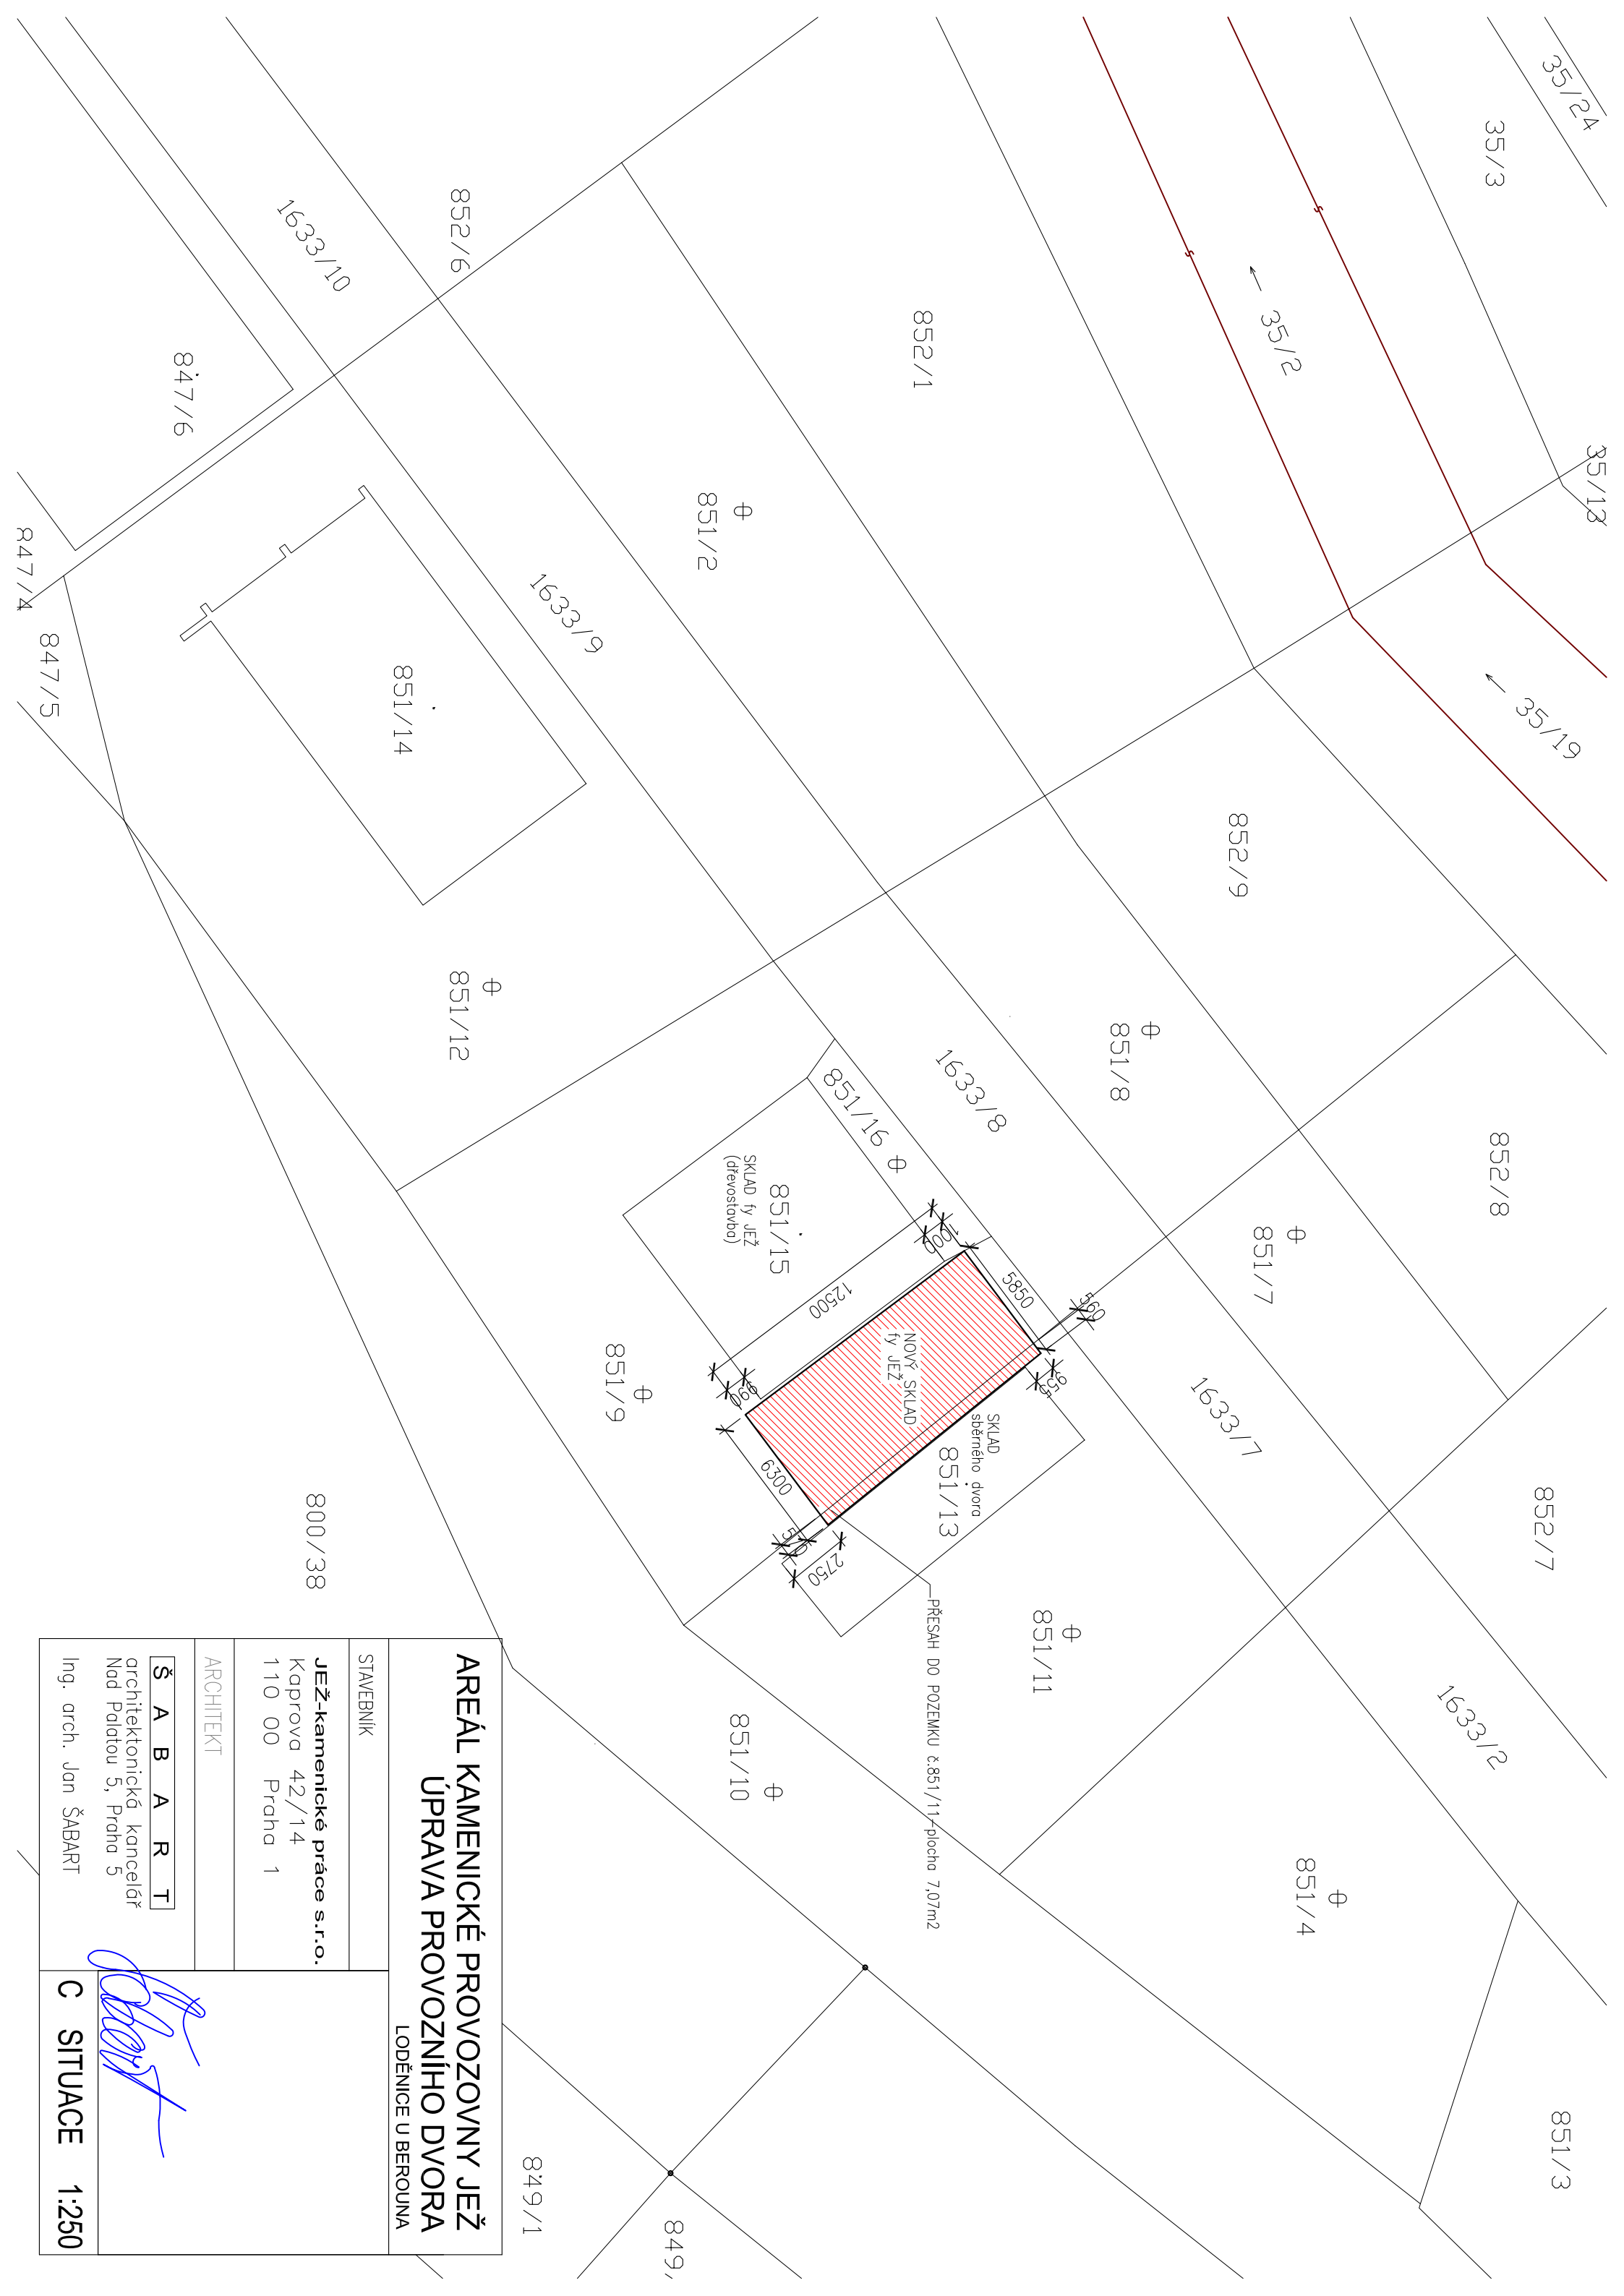 35/24
35/3
35/2
35/13
35/19
852/6
1633/10
852/1
847/6
851/2
1633/9
847/4
847/5
851/14
852/9
851/12
851/8
1633/8
851/16
852/8
851/7
SKLAD fy JEŽ
(dřevostavba)
851/15
1000
5850
560
12500
955
690
NOVÝ SKLAD
fy JEŽ
SKLAD
sběrného dvora
851/13
851/9
6300
2750
1633/7
852/7
800/38
851/11
PŘESAH DO POZEMKU č.851/11-plocha 7,07m2
1633/2
851/10
851/4
851/3
849/1
849/
AREÁL KAMENICKÉ PROVOZOVNY JEŽ
ÚPRAVA PROVOZNÍHO DVORA
LODĚNICE U BEROUNA
STAVEBNÍK
JEŽ-kamenické práce s.r.o.
Kaprova 42/14
110 00 Praha 1
ARCHITEKT
Š A B A R T
architektonická kancelář
Nad Palatou 5, Praha 5
Ing. arch. Jan ŠABART
C SITUACE 1:250